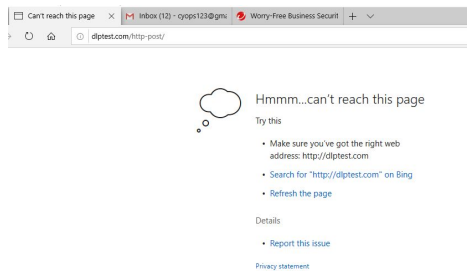 Can't reach this page
Inbox (12) - cyops123@gma
Worry-Free Business Securit
dlptest.com/http-post/
Hmmm...can't reach this page
Try this
• Make sure you've got the right web
address: http://dlptest.com
• Search for "http://dlptest.com" on Bing
• Refresh the page
Details
• Report this issue
Privacy statement